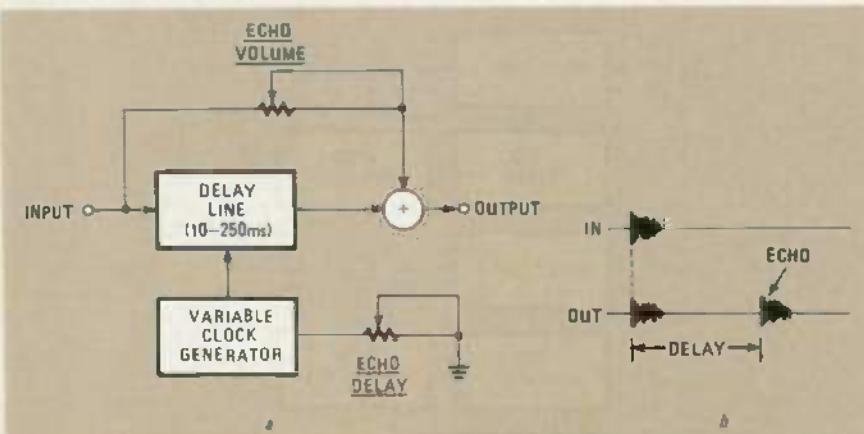 ECHO
VOLUME
INPUT
DELAY
LINE
(10–250ms)
+
OUTPUT
VARIABLE
CLOCK
GENERATOR
ECHO
DELAY
a
IN
ECHO
OUT
DELAY
b